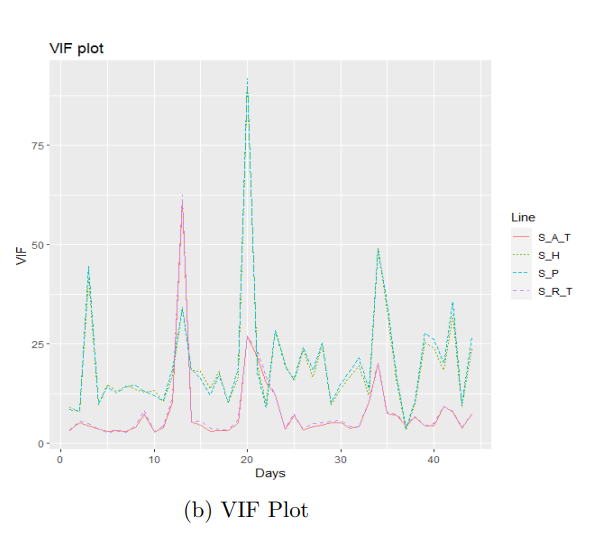 VIF plot
75
50
25
0
VIF
0 10 20 30 40
Days
Line
S_A_T
S_H
S_P
S_R_T
(b) VIF Plot